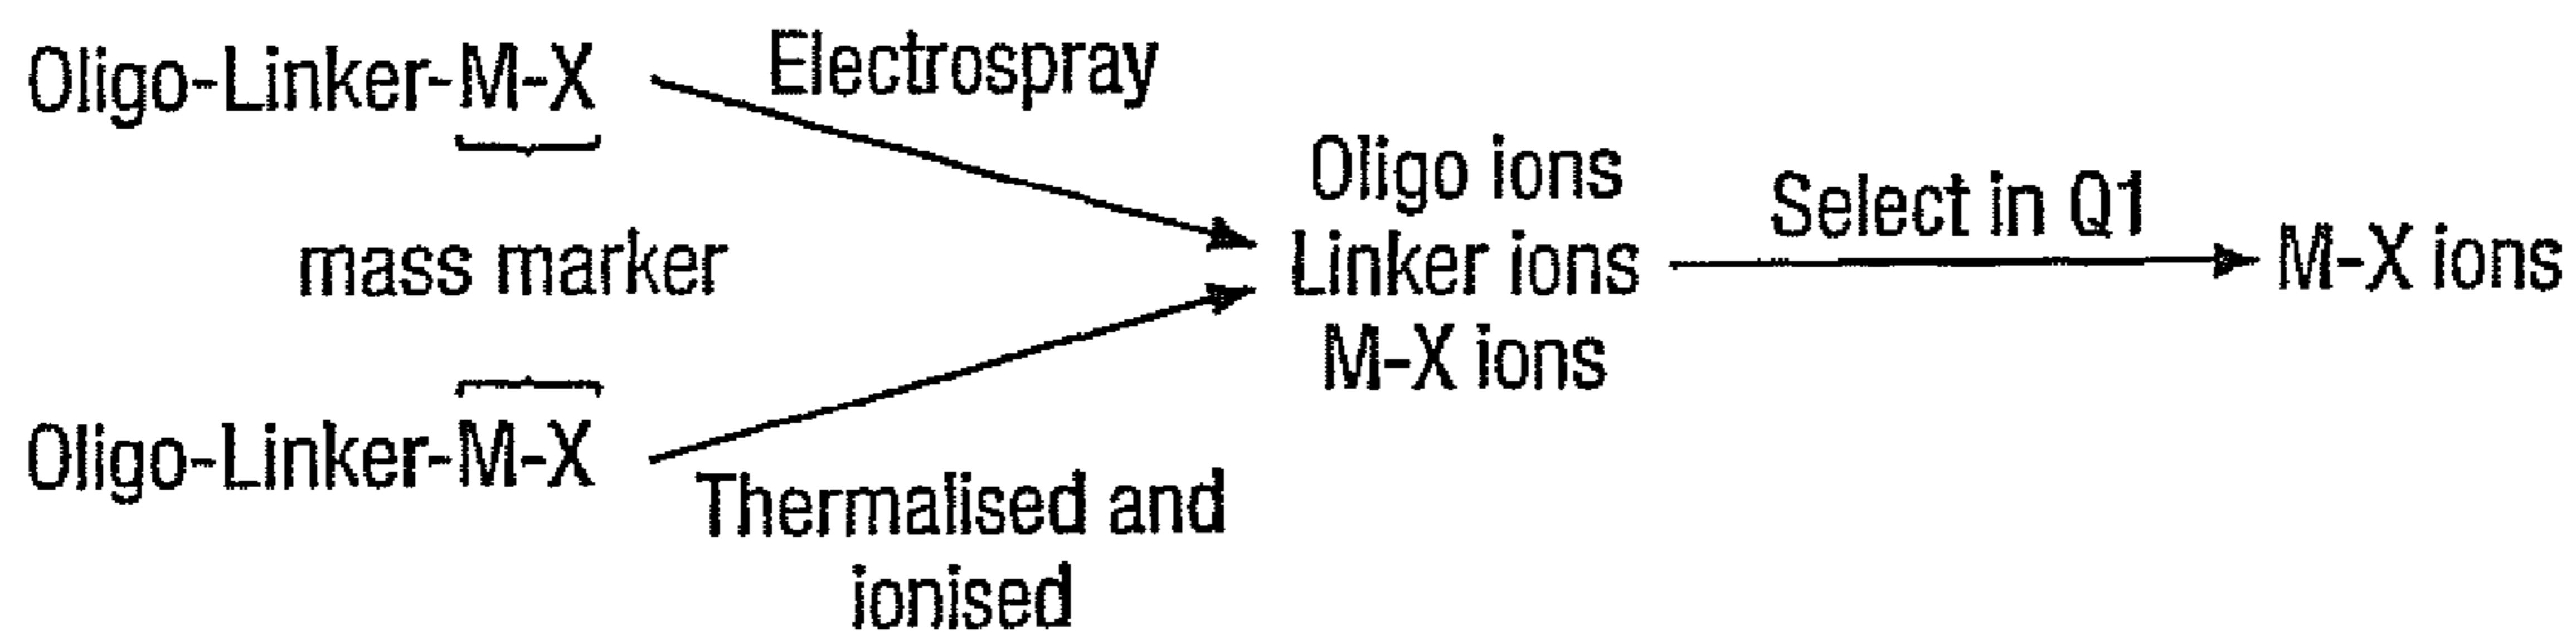 Oligo-Linker-M-X
Electrospray
mass marker
Oligo-Linker-M-X
Thermalised and
ionised
Oligo ions
Linker ions
M-X ions
Select in Q1
M-X ions